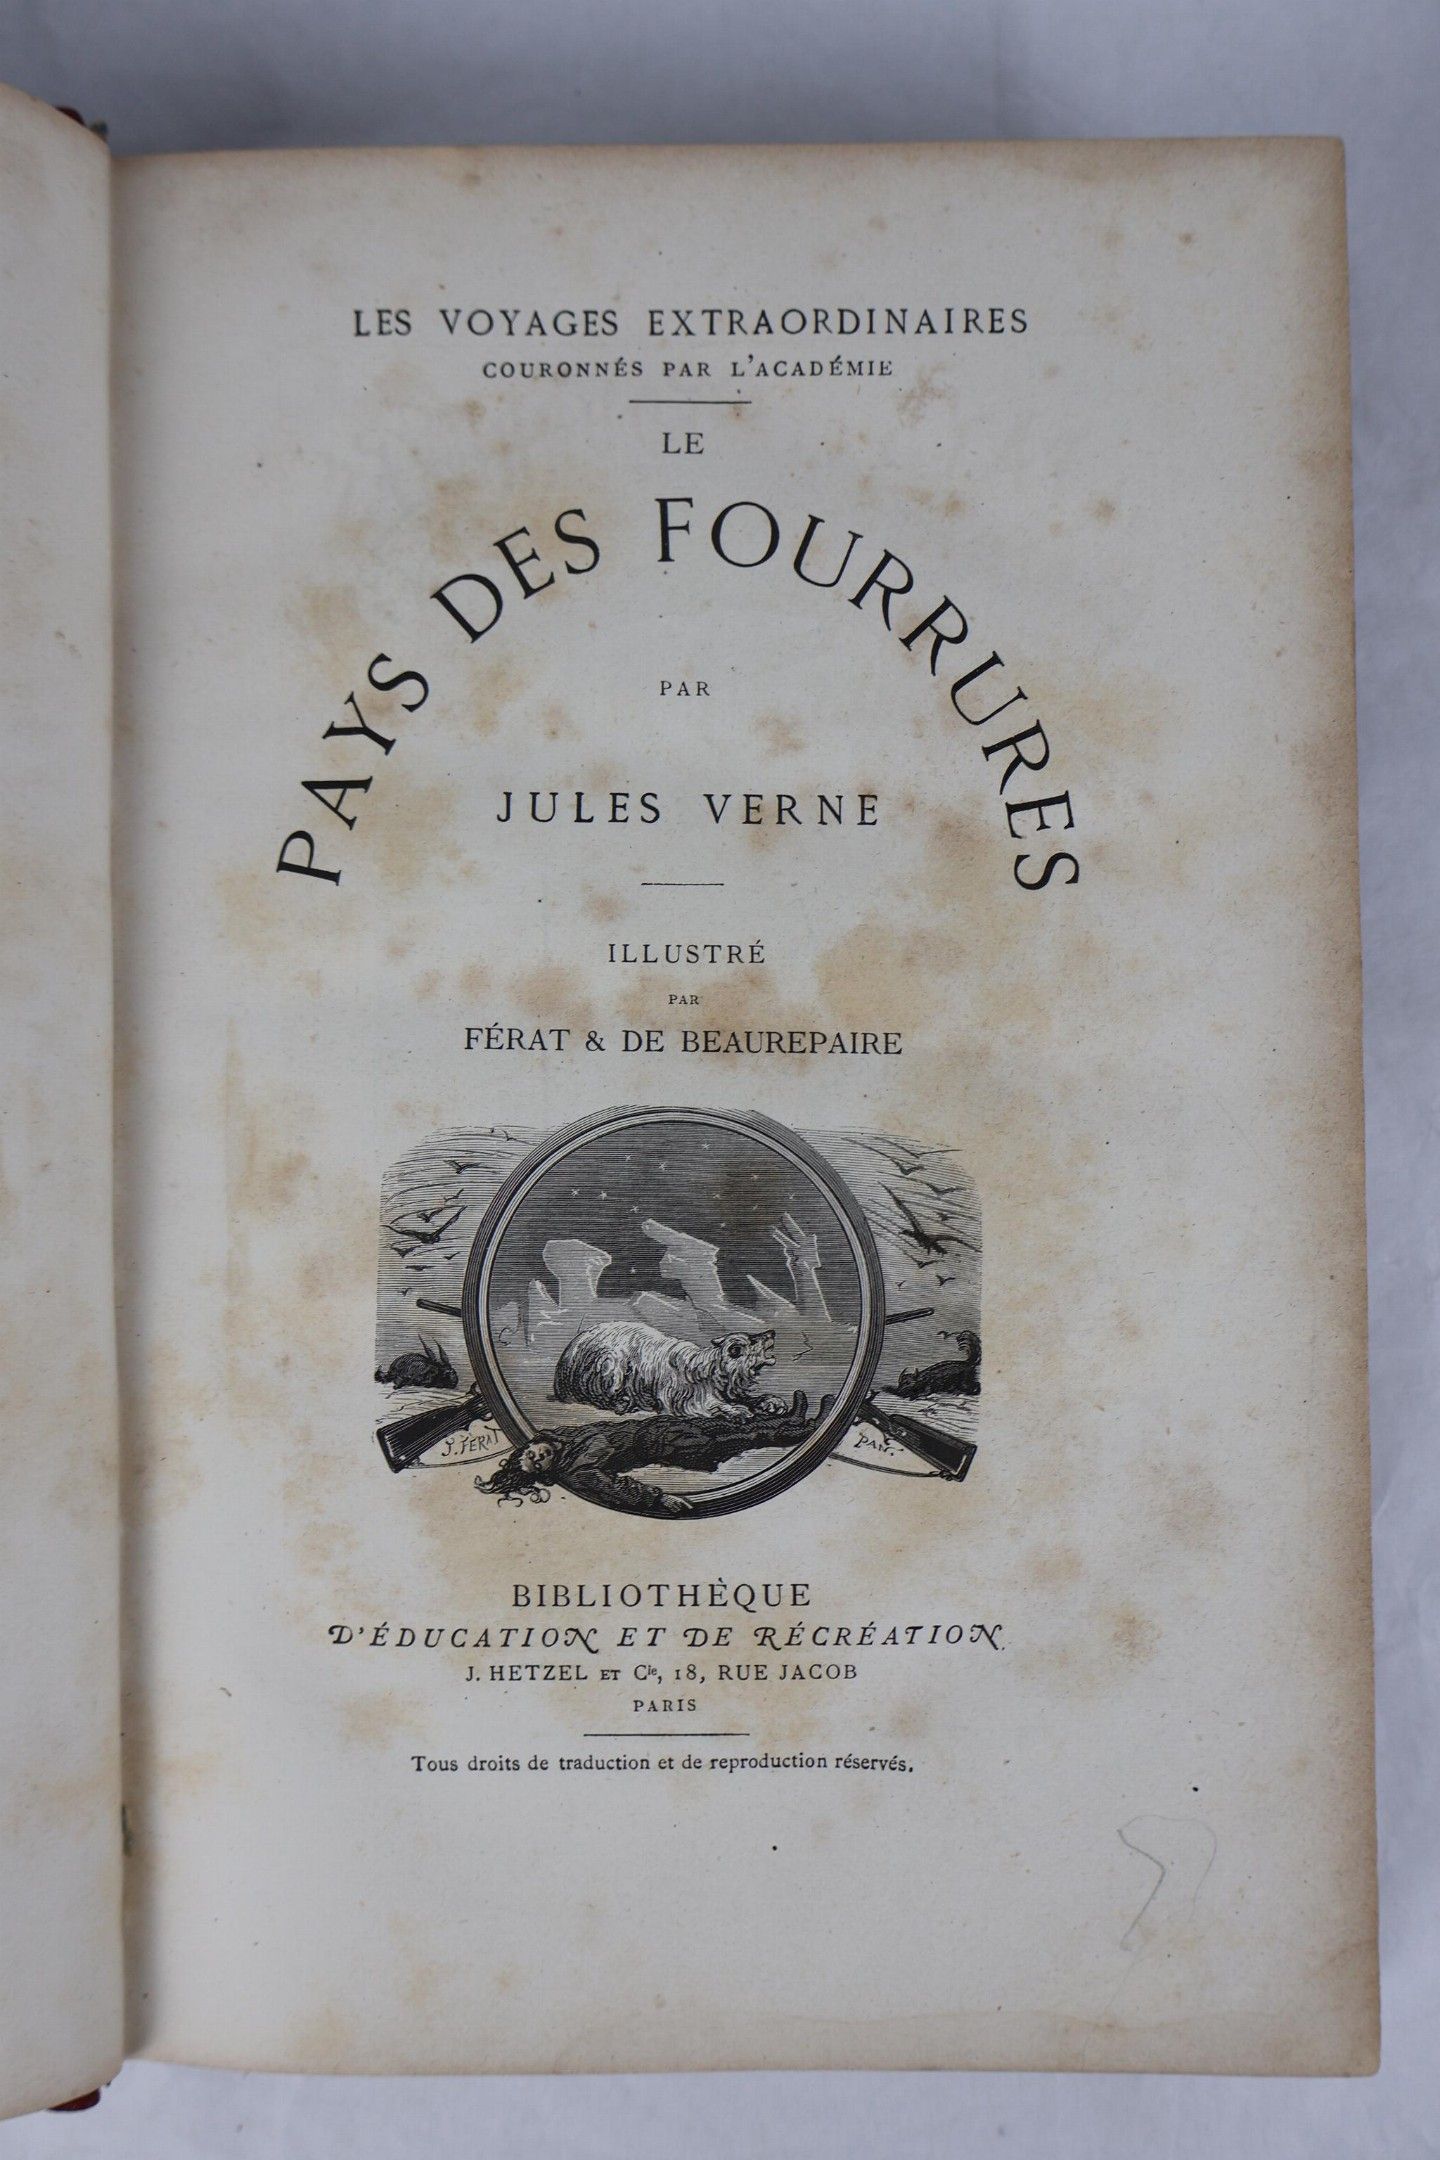 LES VOYAGES EXTRAORDINAIRES
COURONNÉS PAR L'ACADÉMIE
LE
PAYS DES FOURRURES
PAR
JULES VERNE
ILLUSTRÉ
PAR
FÉRAT & DE BEAUREPAIRE
J. FÉRAT
BIBLIOTHÈQUE
D'ÉDUCATION ET DE RÉCRÉATION
J. HETZEL ET Cie, 18, RUE JACOB
PARIS
Tous droits de traduction et de reproduction réservés.